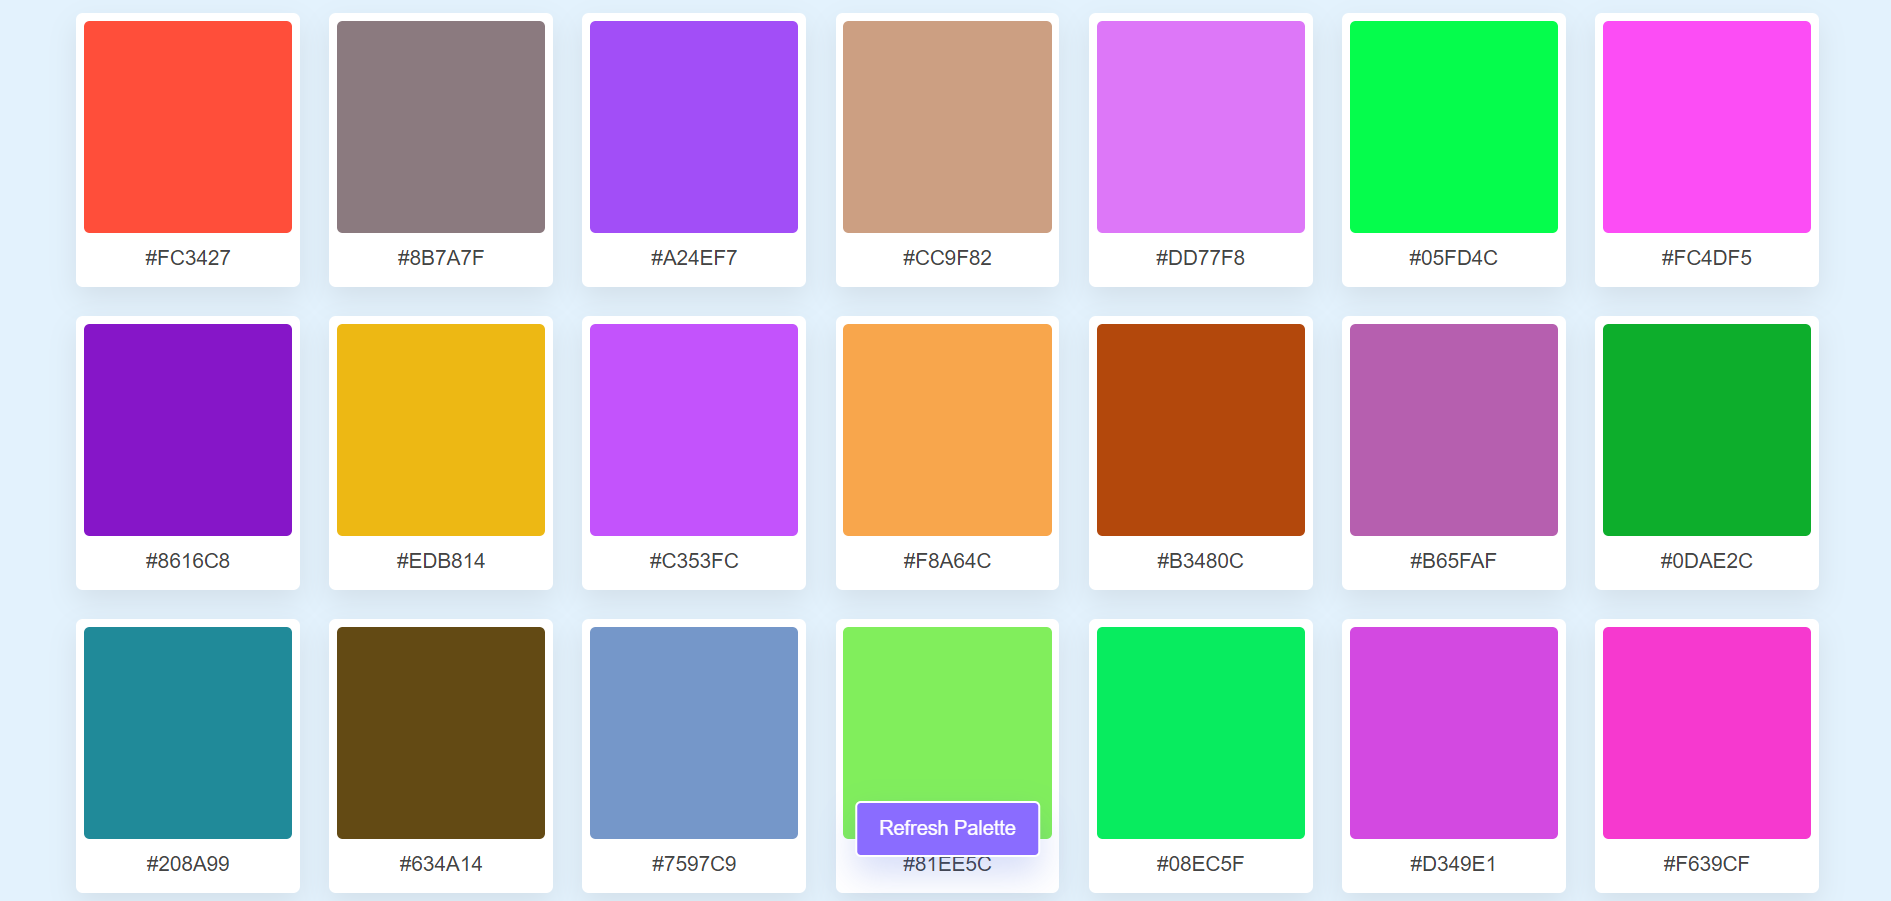 #FC3427
#8B7A7F
#A24EF7
#CC9F82
#DD77F8
#05FD4C
#FC4DF5
#8616C8
#EDB814
#C353FC
#F8A64C
#B3480C
#B65FAF
#0DAE2C
Refresh Palette
#208A99
#634A14
#7597C9
#81EE5C
#08EC5F
#D349E1
#F639CF